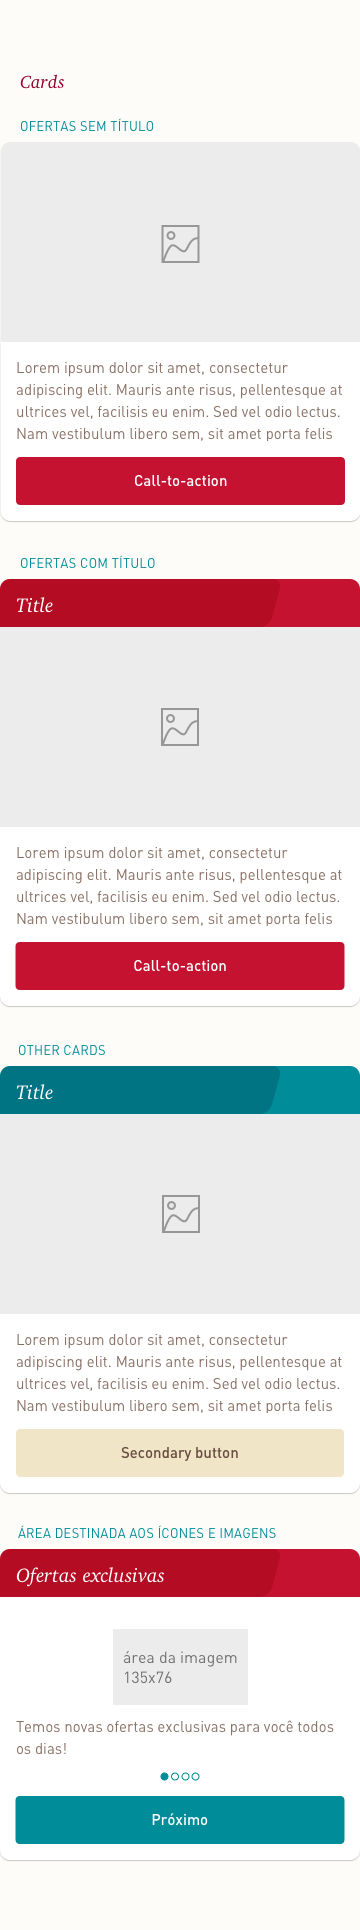 Cards
OFERTAS SEM TÍTULO
Lorem ipsum dolor sit amet, consectetur
adipiscing elit. Mauris ante risus, pellentesque at
ultrices vel, facilisis eu enim. Sed vel odio lectus.
Nam vestibulum libero sem, sit amet porta felis
Call-to-action
OFERTAS COM TÍTULO
Title
Lorem ipsum dolor sit amet, consectetur
adipiscing elit. Mauris ante risus, pellentesque at
ultrices vel, facilisis eu enim. Sed vel odio lectus.
Nam vestibulum libero sem, sit amet porta felis
Call-to-action
OTHER CARDS
Title
Lorem ipsum dolor sit amet, consectetur
adipiscing elit. Mauris ante risus, pellentesque at
ultrices vel, facilisis eu enim. Sed vel odio lectus.
Nam vestibulum libero sem, sit amet porta felis
Secondary button
ÁREA DESTINADA AOS ÍCONES E IMAGENS
Ofertas exclusivas
área da imagem
135x76
Temos novas ofertas exclusivas para você todos
os dias!
Próximo